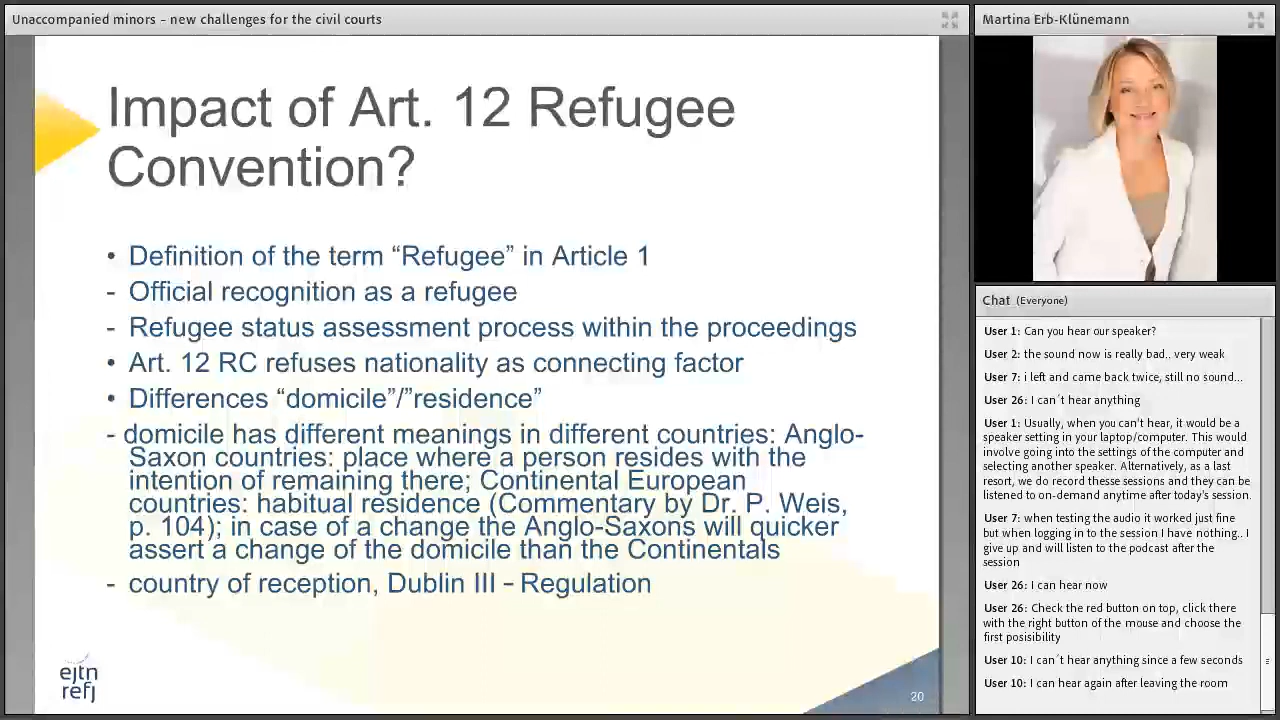 Unaccompanied minors – new challenges for the civil courts
Impact of Art. 12 Refugee
Convention?
• Definition of the term “Refugee” in Article 1
- Official recognition as a refugee
- Refugee status assessment process within the proceedings
• Art. 12 RC refuses nationality as connecting factor
• Differences “domicile”/”residence”
- domicile has different meanings in different countries: Anglo-
Saxon countries: place where a person resides with the
intention of remaining there; Continental European
countries: habitual residence (Commentary by Dr. P. Weis,
p. 104); in case of a change the Anglo-Saxons will quicker
assert a change of the domicile than the Continentals
- country of reception, Dublin III – Regulation
ejtn
refj
20
Martina Erb-Klünemann
Chat (Everyone)
User 1: Can you hear our speaker?
User 2: the sound now is really bad.. very weak
User 7: i left and came back twice, still no sound...
User 26: I can´t hear anything
User 1: Usually, when you can't hear, it would be a
speaker setting in your laptop/computer. This would
involve going into the settings of the computer and
selecting another speaker. Alternatively, as a last
resort, we do record thesse sessions and they can be
listened to on-demand anytime after today's session.
User 7: when testing the audio it worked just fine
but when logging in to the session I have nothing.. I
give up and will listen to the podcast after the
session
User 26: I can hear now
User 26: Check the red button on top, click there
with the right button of the mouse and choose the
first posisibility
User 10: I can´t hear anything since a few seconds
User 10: I can hear again after leaving the room